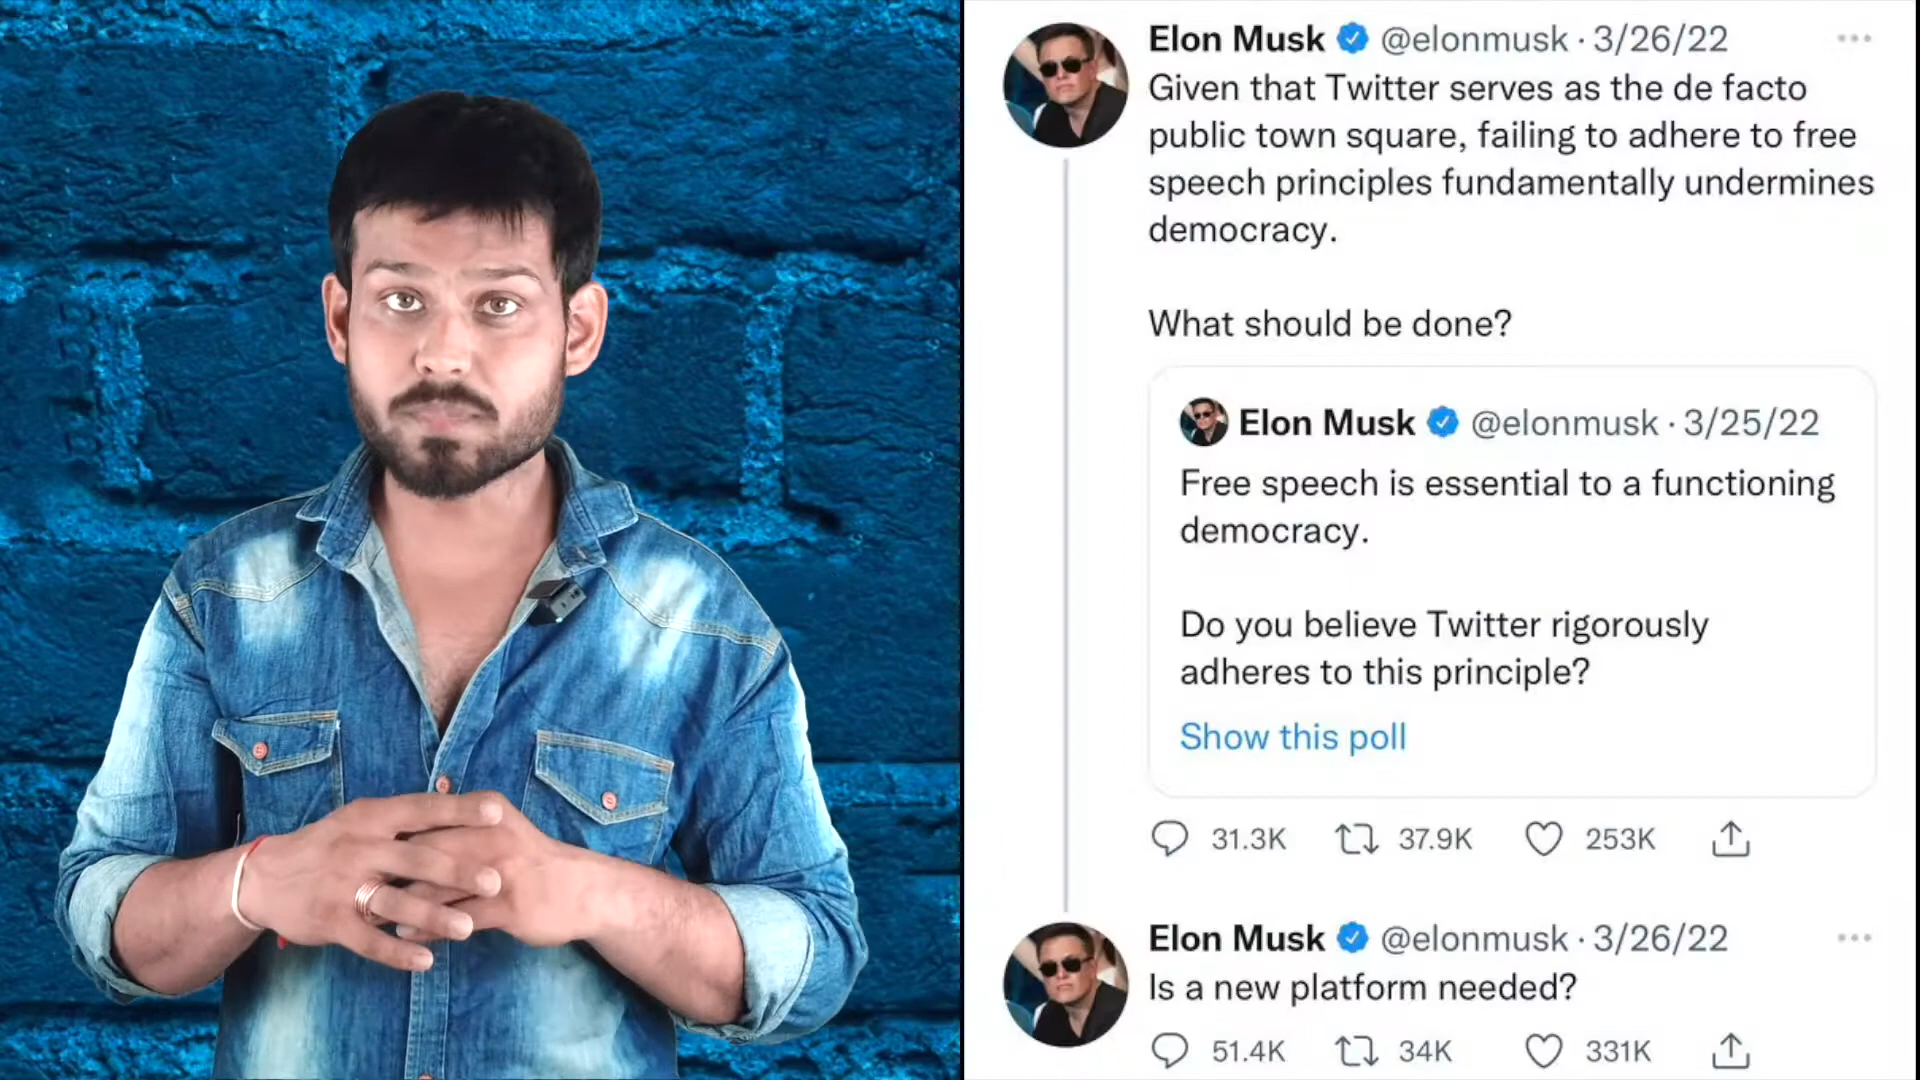 Elon Musk @elonmusk · 3/26/22
Given that Twitter serves as the de facto
public town square, failing to adhere to free
speech principles fundamentally undermines
democracy.
What should be done?
Elon Musk @elonmusk · 3/25/22
Free speech is essential to a functioning
democracy.
Do you believe Twitter rigorously
adheres to this principle?
Show this poll
31.3K 37.9K 253K
Elon Musk @elonmusk · 3/26/22
Is a new platform needed?
51.4K 34K 331K